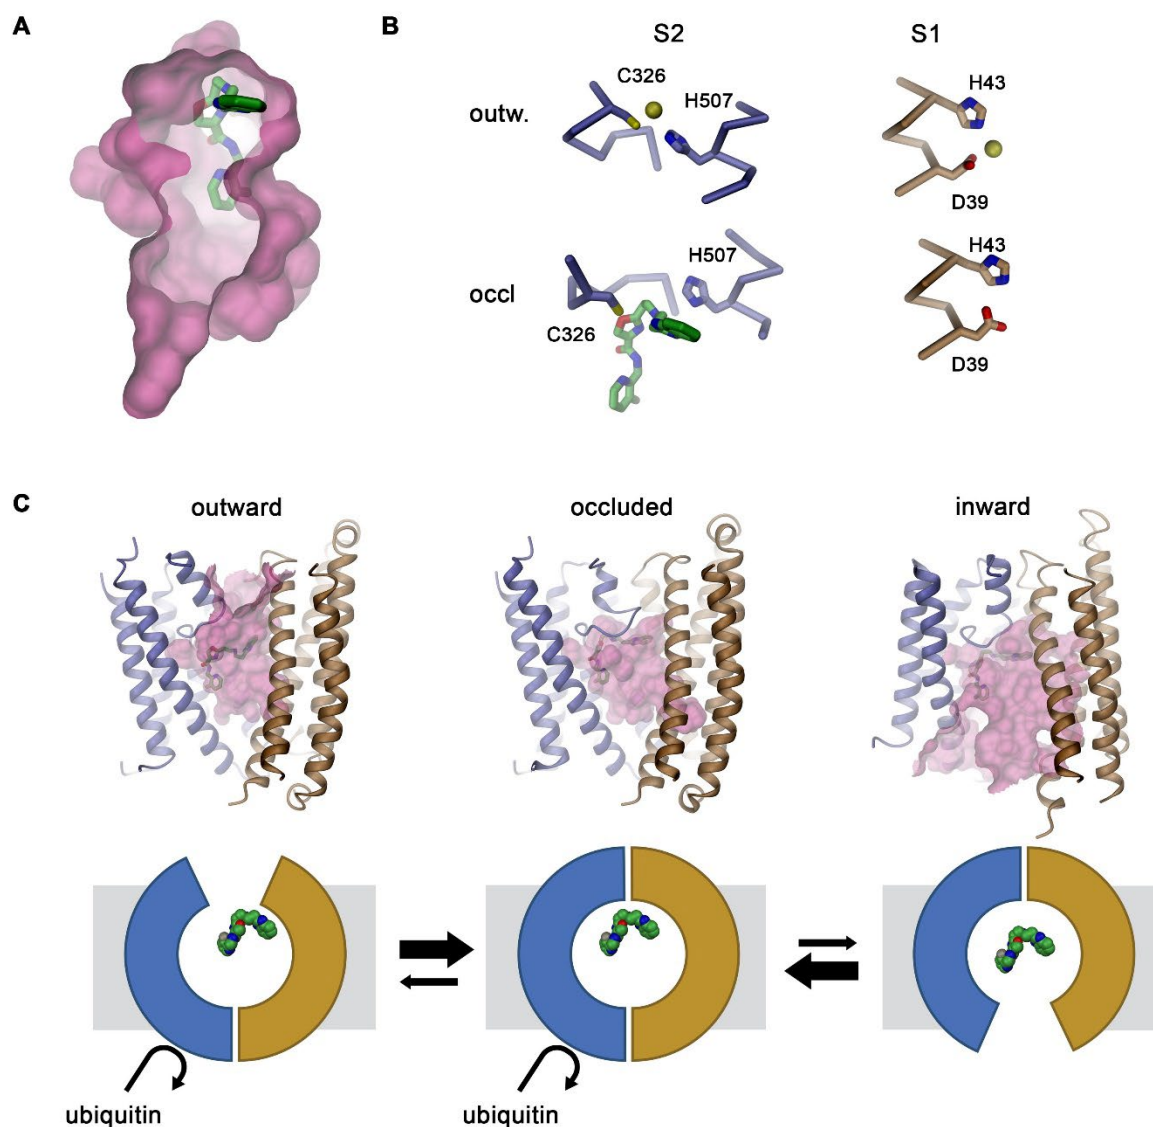 A
B
S2
S1
C326
H43
outw.
H507
D39
H507
H43
occl
C326
D39
C
outward
occluded
inward
ubiquitin
ubiquitin